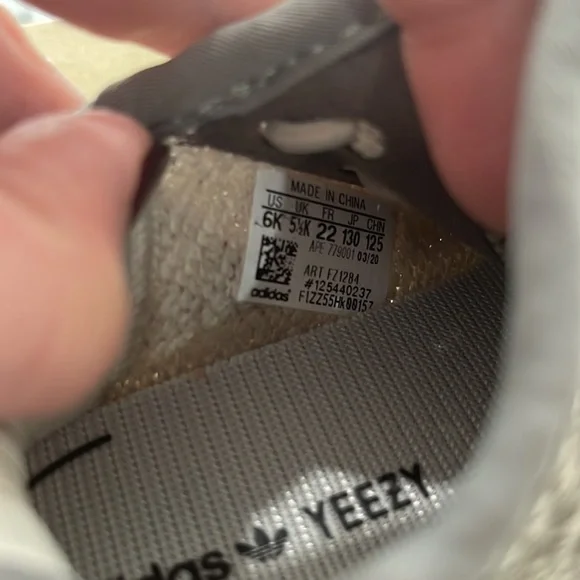 MADE IN CHINA
US UK FR JP CHN
6K 5½K 22 130 125
APE 779001 03/20
ART FZ1284
#125440237
adidas FIZZ55Hk00157
adidas YEEZY